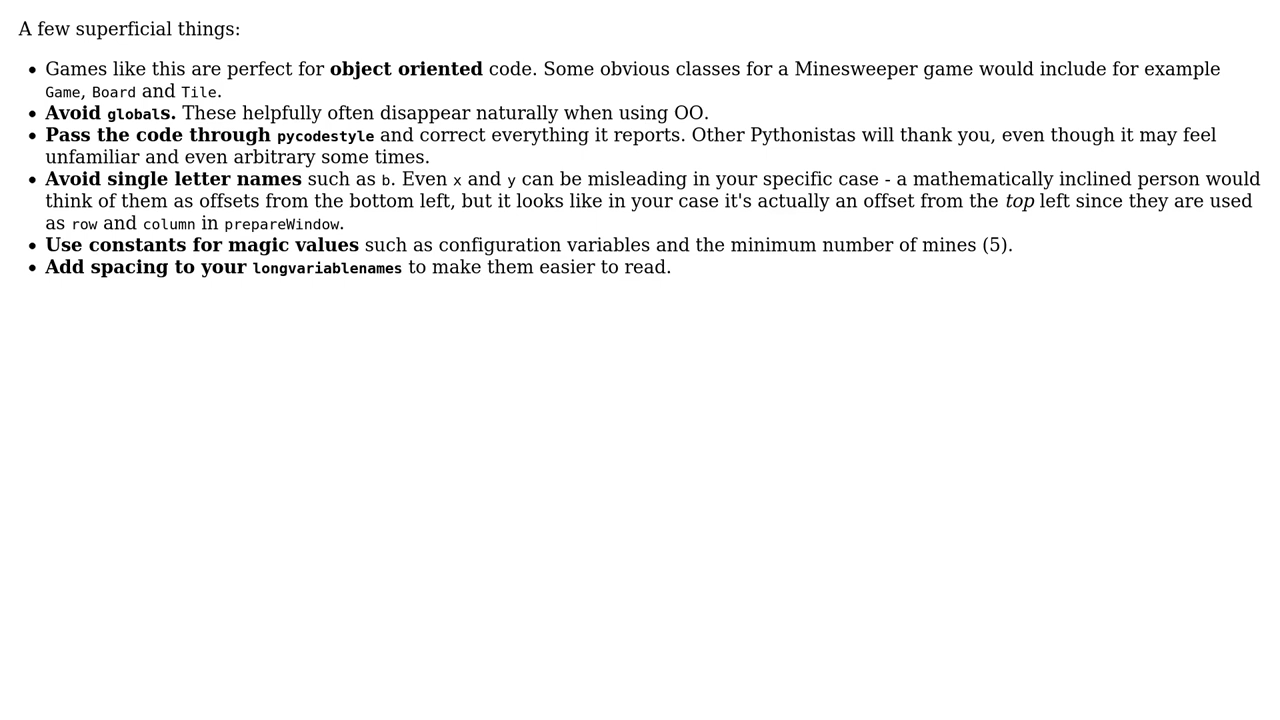 A few superficial things:
• Games like this are perfect for object oriented code. Some obvious classes for a Minesweeper game would include for example
Game, Board and Tile.
• Avoid globals. These helpfully often disappear naturally when using OO.
• Pass the code through pycodestyle and correct everything it reports. Other Pythonistas will thank you, even though it may feel
unfamiliar and even arbitrary some times.
• Avoid single letter names such as b. Even x and y can be misleading in your specific case - a mathematically inclined person would
think of them as offsets from the bottom left, but it looks like in your case it's actually an offset from the top left since they are used
as row and column in prepareWindow.
• Use constants for magic values such as configuration variables and the minimum number of mines (5).
• Add spacing to your longvariablenames to make them easier to read.